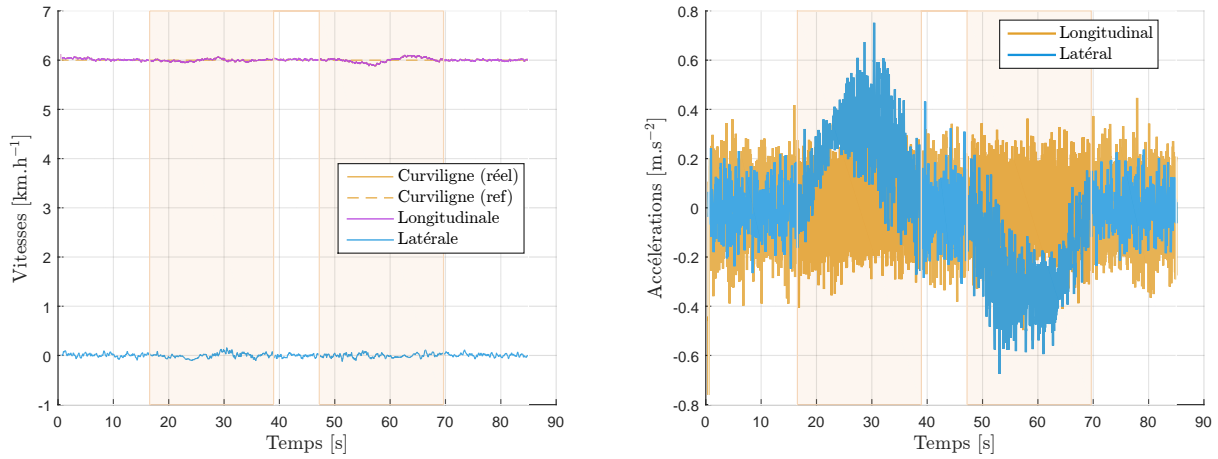 7
6
5
4
3
2
1
0
-1
Vitesses [km.h⁻¹]
0 10 20 30 40 50 60 70 80 90
Temps [s]
Curviligne (réel)
Curviligne (ref)
Longitudinale
Latérale
0.8
0.6
0.4
0.2
0
-0.2
-0.4
-0.6
-0.8
Accélérations [m.s⁻²]
0 10 20 30 40 50 60 70 80 90
Temps [s]
Longitudinal
Latéral